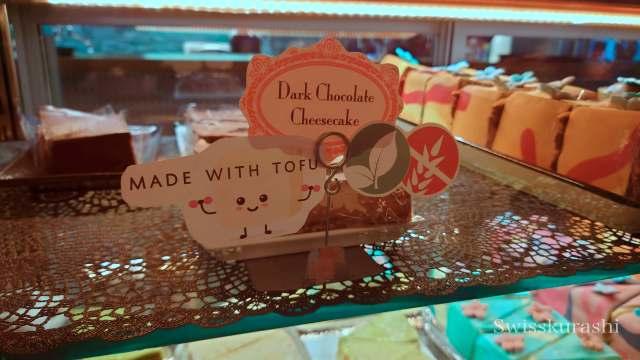 Dark Chocolate
Cheesecake
MADE WITH TOFU
Swisskurashi